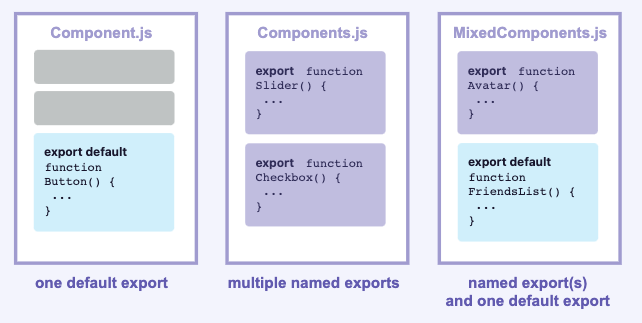 Component.js
export default
function
Button() {
...
}
one default export
Components.js
export function
Slider() {
...
}
export function
Checkbox() {
...
}
multiple named exports
MixedComponents.js
export function
Avatar() {
...
}
export default
function
FriendsList() {
...
}
named export(s)
and one default export